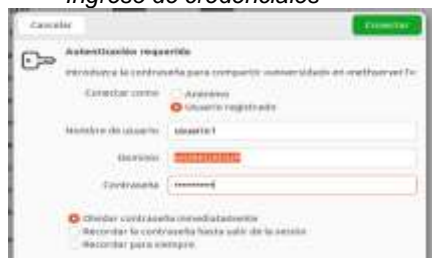 Ingreso de credenciales
Cancelar
Conectar
Autenticación requerida
Introduzca la contraseña para compartir en
Conectar como
Anónimo
Usuario registrado
Nombre de usuario
usuario1
Dominio
Contraseña
Olvidar contraseña inmediatamente
Recordar la contraseña hasta salir de la sesión
Recordar para siempre